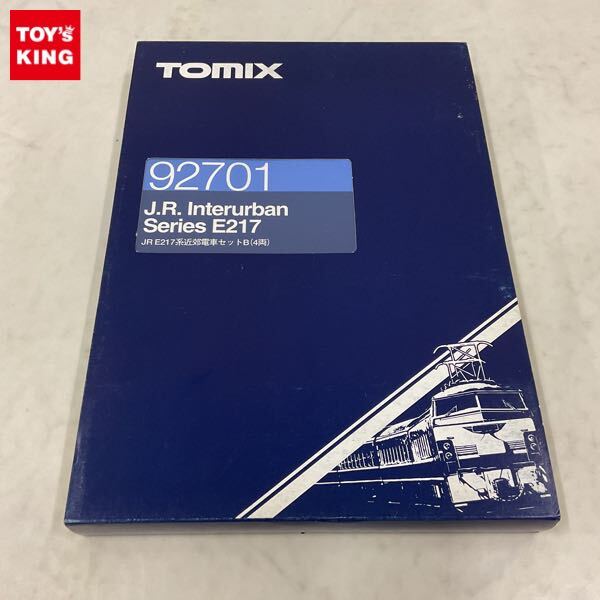 TOY's
KING
TOMIX
92701
J.R. Interurban
Series E217
JR E217系近郊電車セットB(4両)